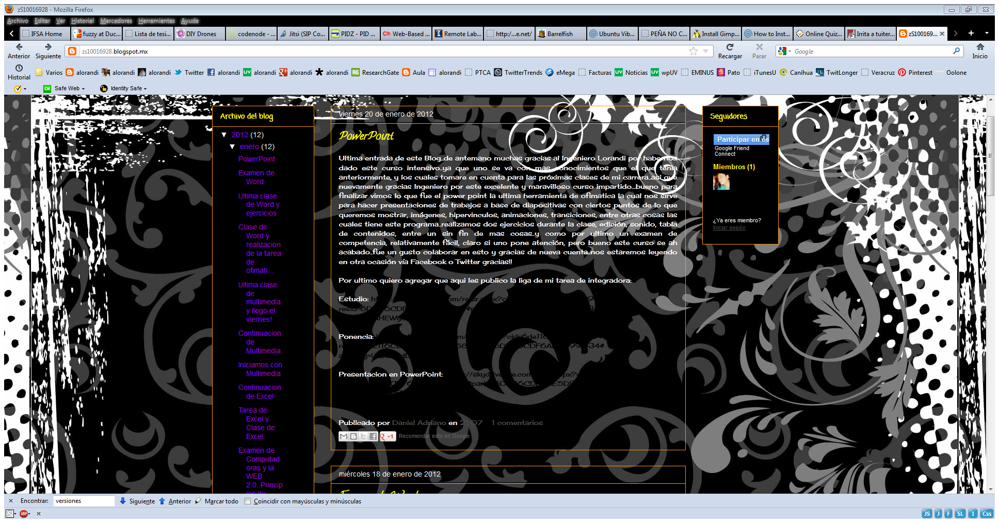 zS10016928 - Mozilla Firefox
Archivo Editar Ver Historial Marcadores Herramientas Ayuda
IFSA Home fuzzy at Duc... Lista de tesi... DIY Drones codenode - ... Jitsi (SIP Co... PIDZ - PID ... Web-Based ... Remote Lab... http:/...e.net/ Barrelfish Ubuntu Vib... PEÑA NO C... Install Gimp... How to Inst... Online Quiz... Irrita a tuiter... zS100169...
Anterior Siguiente zs10016928.blogspot.mx Recargar Parar Google Inicio
Historial Varios alorandi alorandi alorandi Twitter alorandi alorandi alorandi alorandi ResearchGate Aula alorandi PTCA TwitterTrends eMega Facturas Noticias wpUV EMINUS Pato iTunesU Caníhua TwitLonger Veracruz Pinterest Oolone
OK Safe Web Identity Safe
Archivo del blog
▼ 2012 (12)
▼ enero (12)
PowerPoint
Examen de
Word
Ultima clase
de Word y
ejercicios
Clase de
Word y
realizacion
de la tarea
de
ofimati...
Ultima clase
de
multimedia
y llego el
viernes!
Continuacion
de
Multimedia
Iniciamos con
Multimedia
Continuacion
de Excel
Tarea de
Excel y
Clase de
Excel
Examen de
Computad
oras y la
WEB
2.0..Princip
viernes 20 de enero de 2012
PowerPoint
Ultima entrada de este Blog..de antemano muchas gracias al Ingeniero Lorandi por habernos
dado este curso intensivo..ya que uno se va con mas conocimientos que el que tenia
anteriormente, y los cuales tomare en cuenta para las próximas clases de mi carrera..asi que
nuevamente gracias Ingeniero por este excelente y maravilloso curso impartido...bueno para
finalizar vimos lo que fue el power point la ultima herramienta de ofimatica la cual nos sirve
para hacer presentaciones de trabajos a base de diapositivas con ciertos puntos de lo que
queremos mostrar, imágenes, hipervinculos, animaciones, transiciones, entre otras cosas las
cuales tiene este programa..realizamos dos ejercicios durante la clase, edición, sonido, tabla
de contenidos, entre un sin fin de mas cosas..y como por ultimo un examen de
competencia, relativamente fácil, claro si uno pone atención, pero bueno este curso se ah
acabado..fue un gusto colaborar en esto y gracias de nueva cuenta..nos estaremos leyendo
en otra ocasión vía Facebook o Twitter gracias!!
Por ultimo quiero agregar que aqui les publico la liga de mi tarea de integradora:
Estudio:
Ponencia:
Presentacion en PowerPoint:
Publicado por Daniel Adriano en 21:07 1 comentarios
Recomendar esto en Google
miércoles 18 de enero de 2012
Seguidores
Participar en es
Google Friend
Connect
Miembros (1)
¿Ya eres miembro?
Iniciar sesión
Encontrar: versiones Siguiente Anterior Marcar todo Coincidir con mayúsculas y minúsculas
S ABP JS J F SL I Css